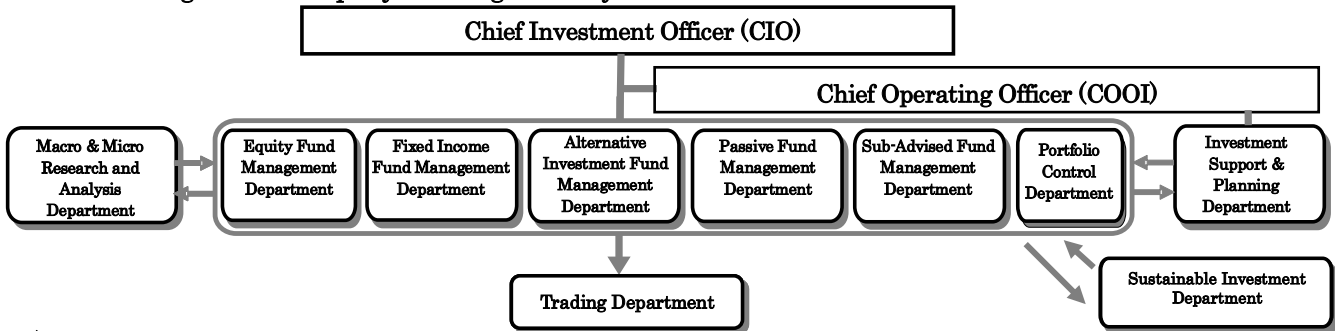 Chief Investment Officer (CIO)
Chief Operating Officer (COOI)
Macro & Micro
Research and
Analysis
Department
Equity Fund
Management
Department
Fixed Income
Fund Management
Department
Alternative
Investment Fund
Management
Department
Passive Fund
Management
Department
Sub-Advised Fund
Management
Department
Portfolio
Control
Department
Investment
Support &
Planning
Department
Trading Department
Sustainable Investment
Department